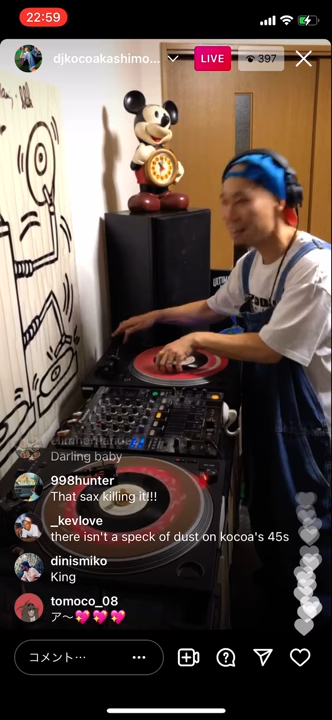 22:59
djkocoakashimo...
LIVE
397
Darling baby
998hunter
That sax killing it!!!
_kevlove
there isn't a speck of dust on kocoa's 45s
dinismiko
King
tomoco_08
ア〜💖💖💖
コメント…